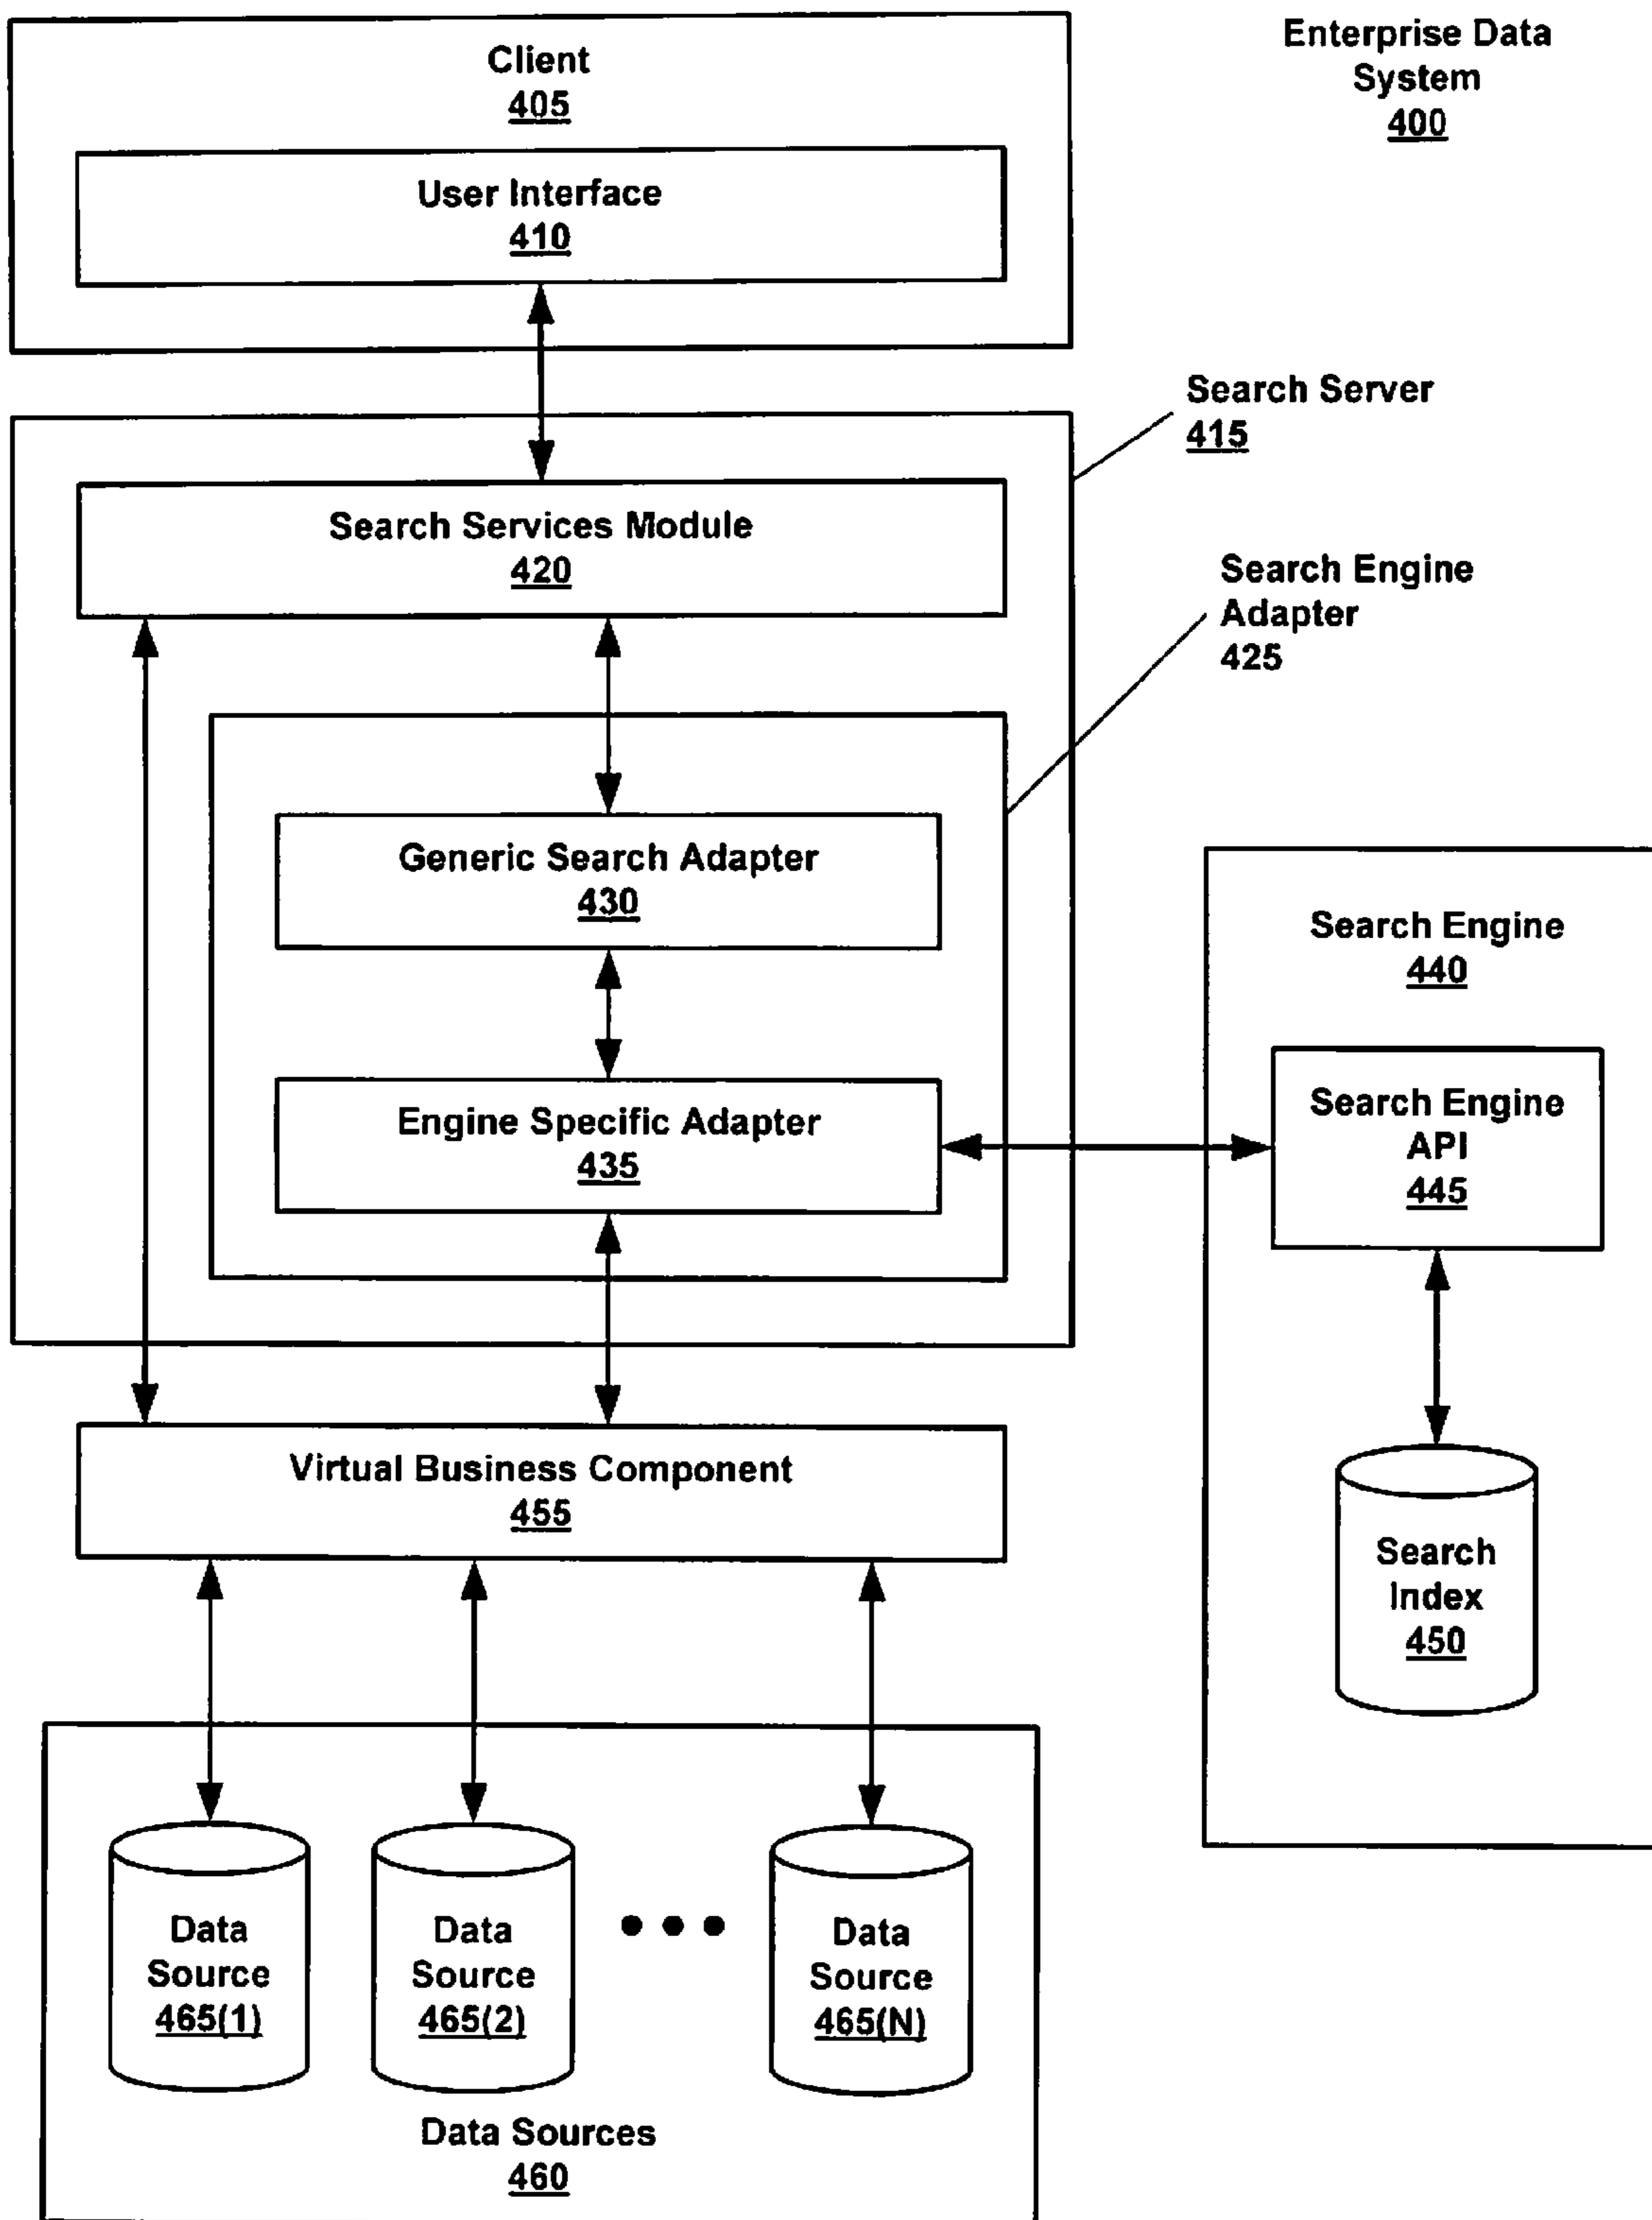 Client
405
Enterprise Data
System
400
User Interface
410
Search Server
415
Search Services Module
420
Search Engine
Adapter
425
Generic Search Adapter
430
Search Engine
440
Engine Specific Adapter
435
Search Engine
API
445
Virtual Business Component
455
Search
Index
450
Data
Source
465(1)
Data
Source
465(2)
Data
Source
465(N)
Data Sources
460